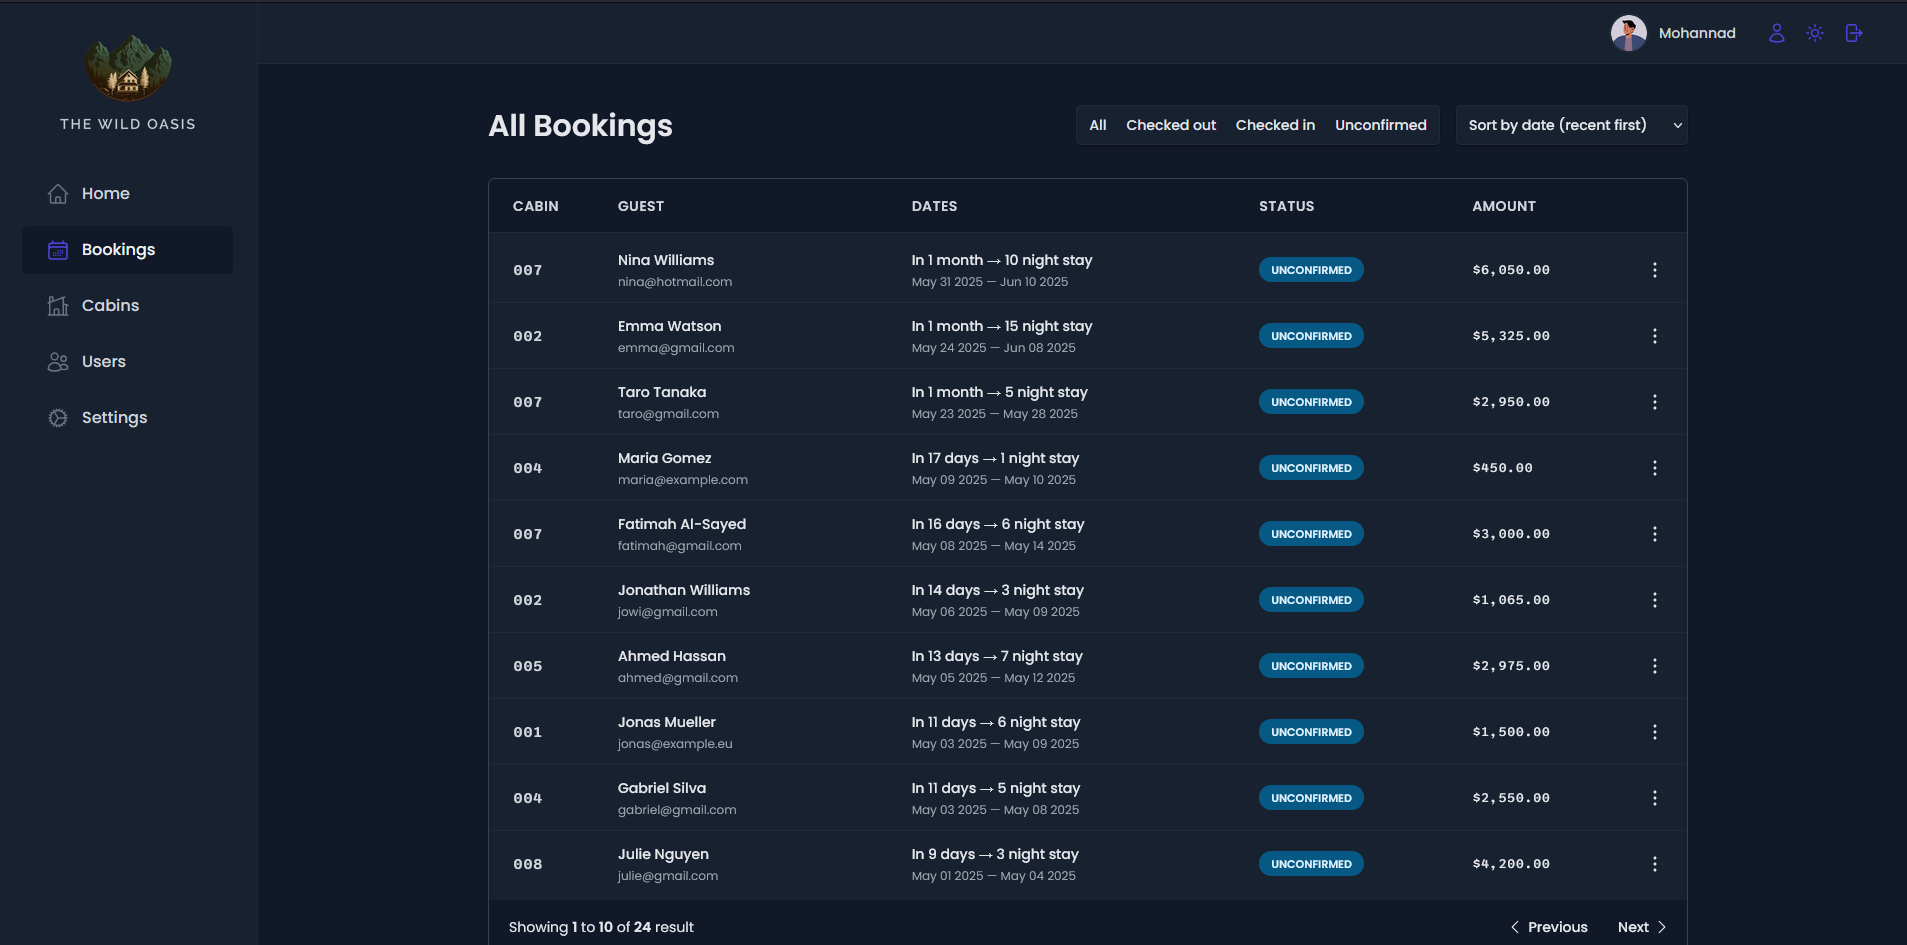 Mohannad
THE WILD OASIS
Home
Bookings
Cabins
Users
Settings
All Bookings
All Checked out Checked in Unconfirmed
Sort by date (recent first)
CABIN GUEST DATES STATUS AMOUNT
007 Nina Williams In 1 month → 10 night stay UNCONFIRMED $6,050.00
nina@hotmail.com May 31 2025 — Jun 10 2025
002 Emma Watson In 1 month → 15 night stay UNCONFIRMED $5,325.00
emma@gmail.com May 24 2025 — Jun 08 2025
007 Taro Tanaka In 1 month → 5 night stay UNCONFIRMED $2,950.00
taro@gmail.com May 23 2025 — May 28 2025
004 Maria Gomez In 17 days → 1 night stay UNCONFIRMED $450.00
maria@example.com May 09 2025 — May 10 2025
007 Fatimah Al-Sayed In 16 days → 6 night stay UNCONFIRMED $3,000.00
fatimah@gmail.com May 08 2025 — May 14 2025
002 Jonathan Williams In 14 days → 3 night stay UNCONFIRMED $1,065.00
jowi@gmail.com May 06 2025 — May 09 2025
005 Ahmed Hassan In 13 days → 7 night stay UNCONFIRMED $2,975.00
ahmed@gmail.com May 05 2025 — May 12 2025
001 Jonas Mueller In 11 days → 6 night stay UNCONFIRMED $1,500.00
jonas@example.eu May 03 2025 — May 09 2025
004 Gabriel Silva In 11 days → 5 night stay UNCONFIRMED $2,550.00
gabriel@gmail.com May 03 2025 — May 08 2025
008 Julie Nguyen In 9 days → 3 night stay UNCONFIRMED $4,200.00
julie@gmail.com May 01 2025 — May 04 2025
Showing 1 to 10 of 24 result
Previous Next